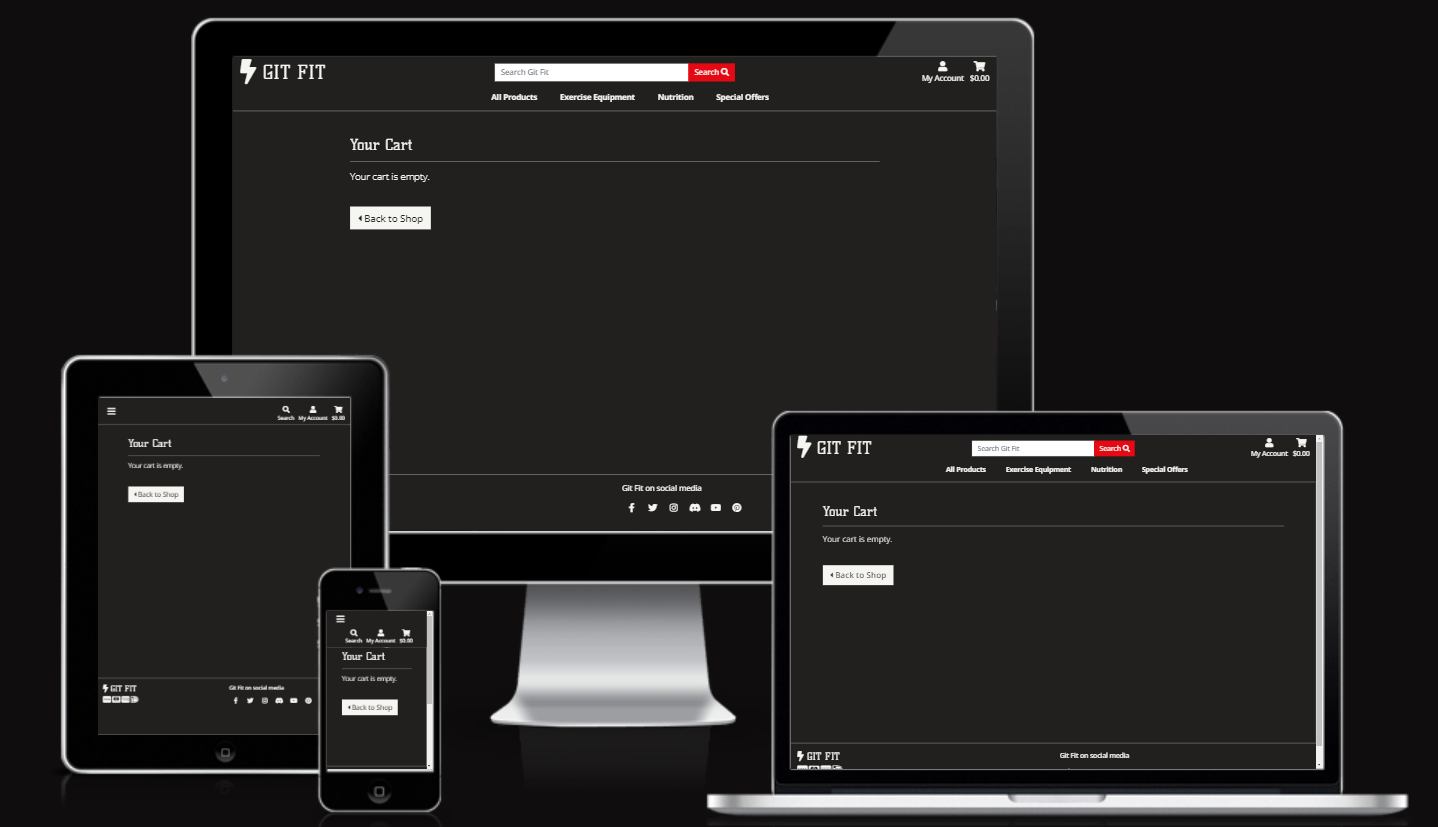 GIT FIT
Search Git Fit
Search
My Account
$0.00
All Products
Exercise Equipment
Nutrition
Special Offers
Your Cart
Your cart is empty.
Back to Shop
Git Fit on social media
Search
My Account
$0.00
Your Cart
Your cart is empty.
Back to Shop
GIT FIT
Git Fit on social media
Search
My Account
$0.00
Your Cart
Your cart is empty.
Back to Shop
GIT FIT
Search Git Fit
Search
My Account
$0.00
All Products
Exercise Equipment
Nutrition
Special Offers
Your Cart
Your cart is empty.
Back to Shop
GIT FIT
Git Fit on social media